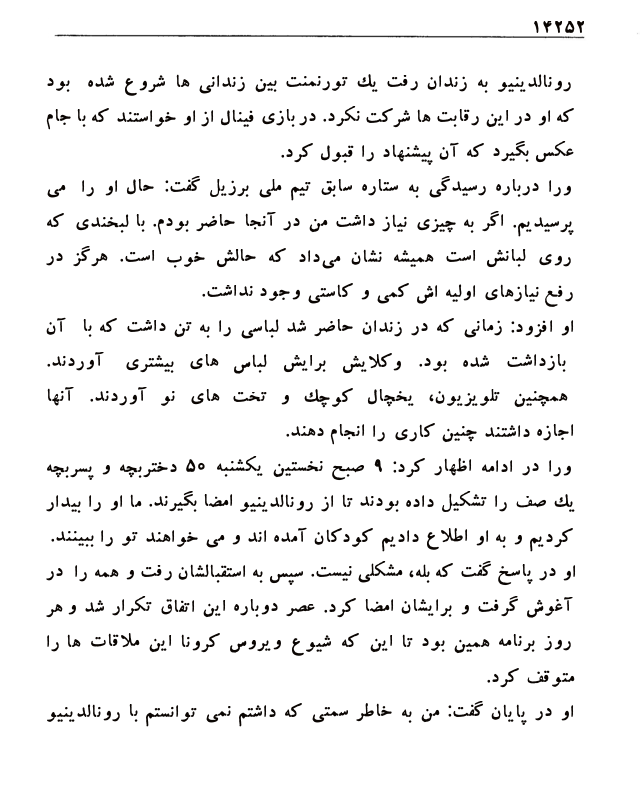 ۱۴۲۵۲
رونالدینیو به زندان رفت یك تورنمنت بین زندانی ها شروع شده بود
که او در این رقابت ها شرکت نکرد. در بازی فینال از او خواستند که با جام
عکس بگیرد که آن پیشنهاد را قبول کرد.
ورا درباره رسیدگی به ستاره سابق تیم ملی برزیل گفت: حال او را می
پرسیدیم. اگر به چیزی نیاز داشت من در آنجا حاضر بودم. با لبخندی که
روی لبانش است همیشه نشان می‌داد که حالش خوب است. هرگز در
رفع نیازهای اولیه اش کمی و کاستی وجود نداشت.
او افزود: زمانی که در زندان حاضر شد لباسی را به تن داشت که با آن
بازداشت شده بود. وکلایش برایش لباس های بیشتری آوردند.
همچنین تلویزیون، یخچال کوچك و تخت های نو آوردند. آنها
اجازه داشتند چنین کاری را انجام دهند.
ورا در ادامه اظهار کرد: ۹ صبح نخستین یکشنبه ۵۰ دختربچه و پسربچه
یك صف را تشکیل داده بودند تا از رونالدینیو امضا بگیرند. ما او را بیدار
کردیم و به او اطلاع دادیم کودکان آمده اند و می خواهند تو را ببینند.
او در پاسخ گفت که بله، مشکلی نیست. سپس به استقبالشان رفت و همه را در
آغوش گرفت و برایشان امضا کرد. عصر دوباره این اتفاق تکرار شد و هر
روز برنامه همین بود تا این که شیوع ویروس کرونا این ملاقات ها را
متوقف کرد.
او در پایان گفت: من به خاطر سمتی که داشتم نمی توانستم با رونالدینیو